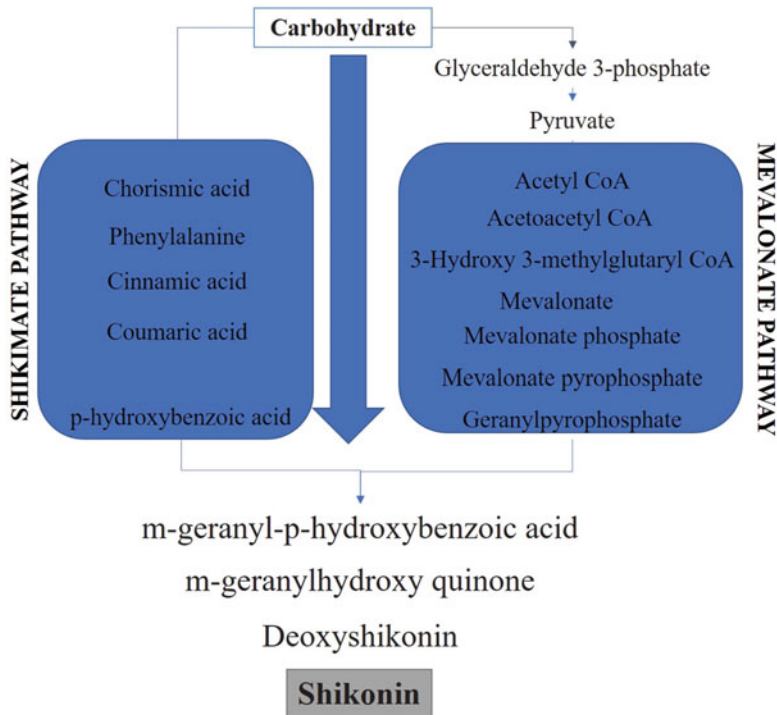 Carbohydrate
Glyceraldehyde 3-phosphate
Pyruvate
SHIKIMATE PATHWAY
Chorismic acid
Phenylalanine
Cinnamic acid
Coumaric acid
p-hydroxybenzoic acid
Acetyl CoA
Acetoacetyl CoA
3-Hydroxy 3-methylglutaryl CoA
Mevalonate
Mevalonate phosphate
Mevalonate pyrophosphate
Geranylpyrophosphate
MEVALONATE PATHWAY
m-geranyl-p-hydroxybenzoic acid
m-geranylhydroxy quinone
Deoxyshikonin
Shikonin